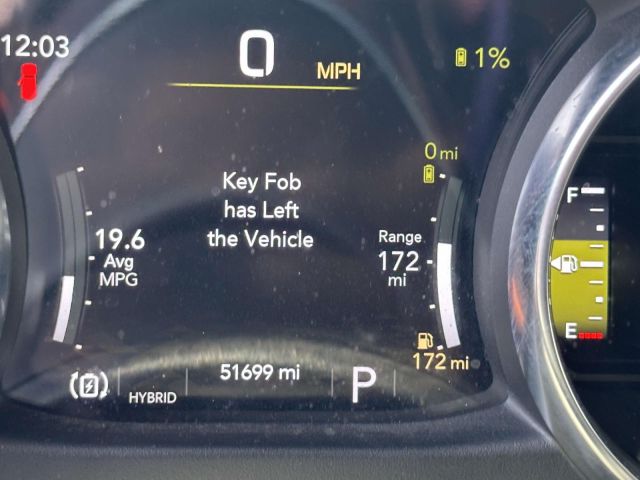 12:03
0 MPH
1%
0 mi
Key Fob
has Left
the Vehicle
19.6
Avg
MPG
Range
172
mi
172 mi
HYBRID
51699 mi
P
F
E